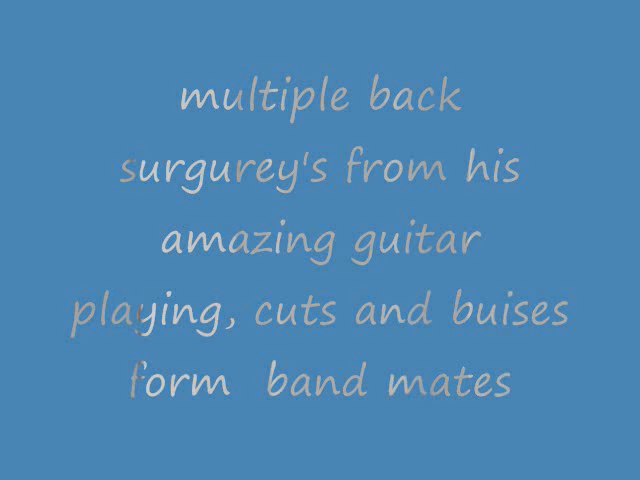 multiple back
surgurey's from his
amazing guitar
playing, cuts and buises
form  band mates